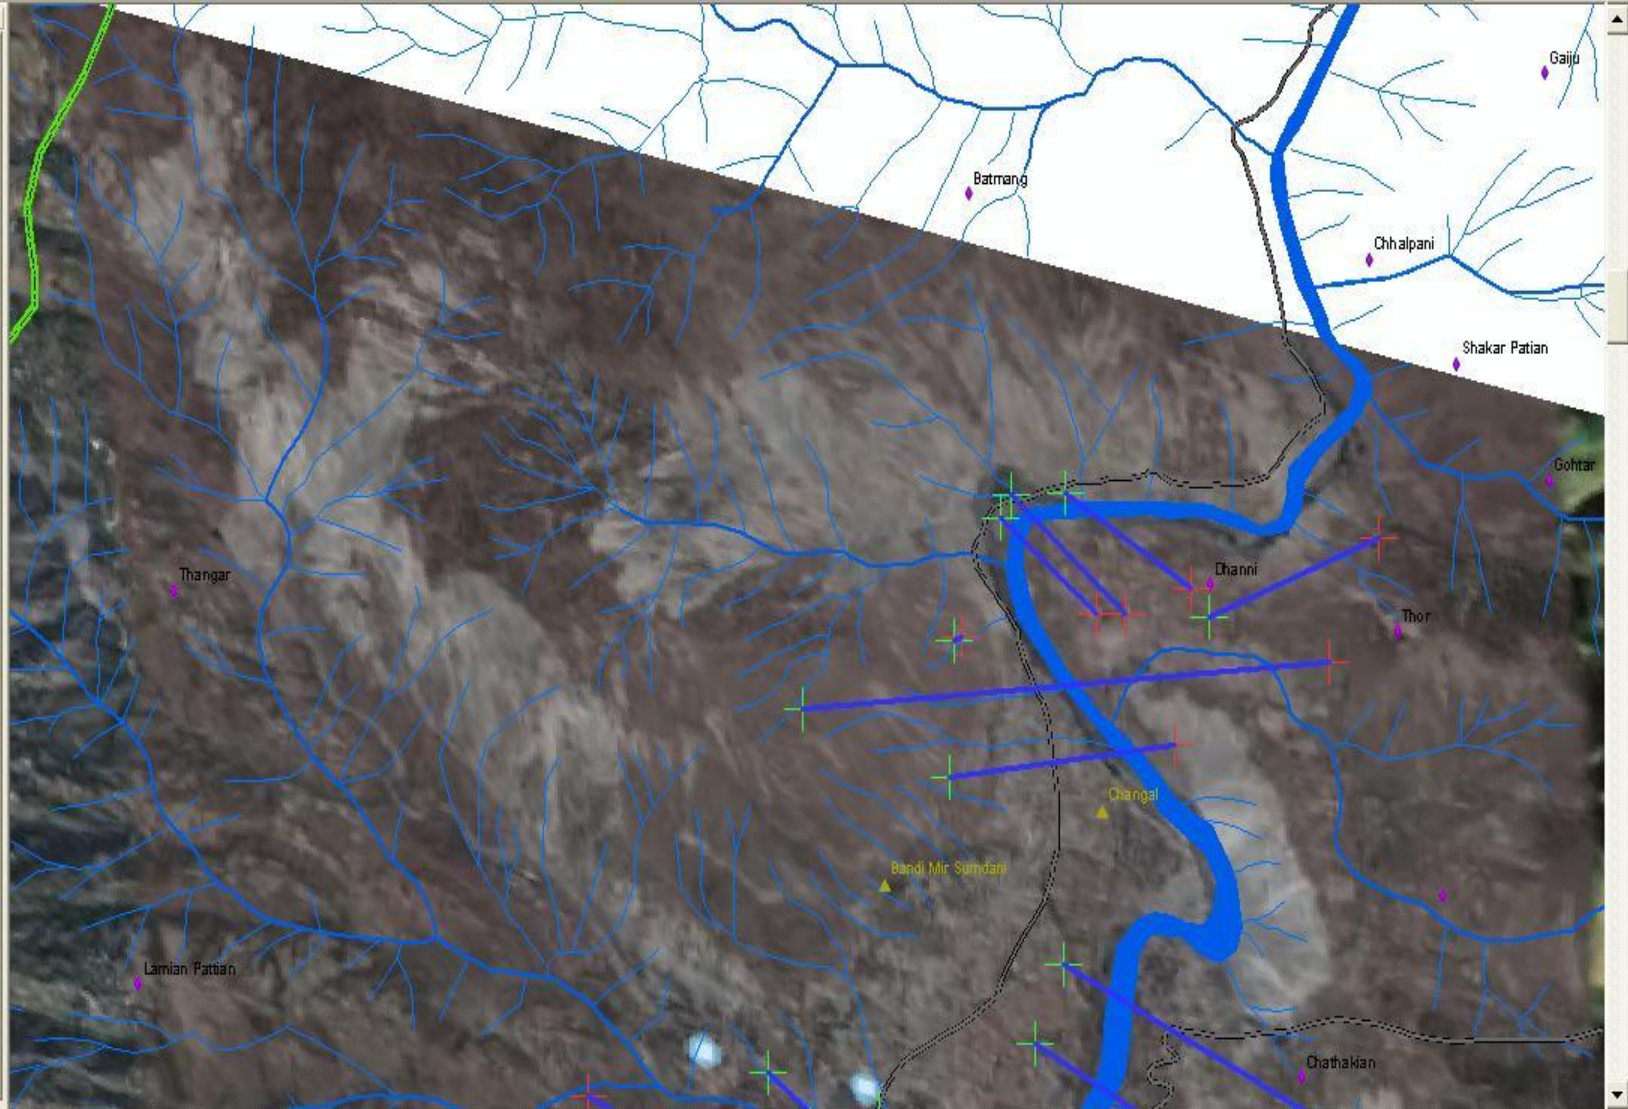 Gaiju
Batmang
Chhalpani
Shakar Patian
Gohtar
Dhanni
Thangar
Thor
Changal
Bandi Mir Sumdani
Lamian Pattian
Chathakian